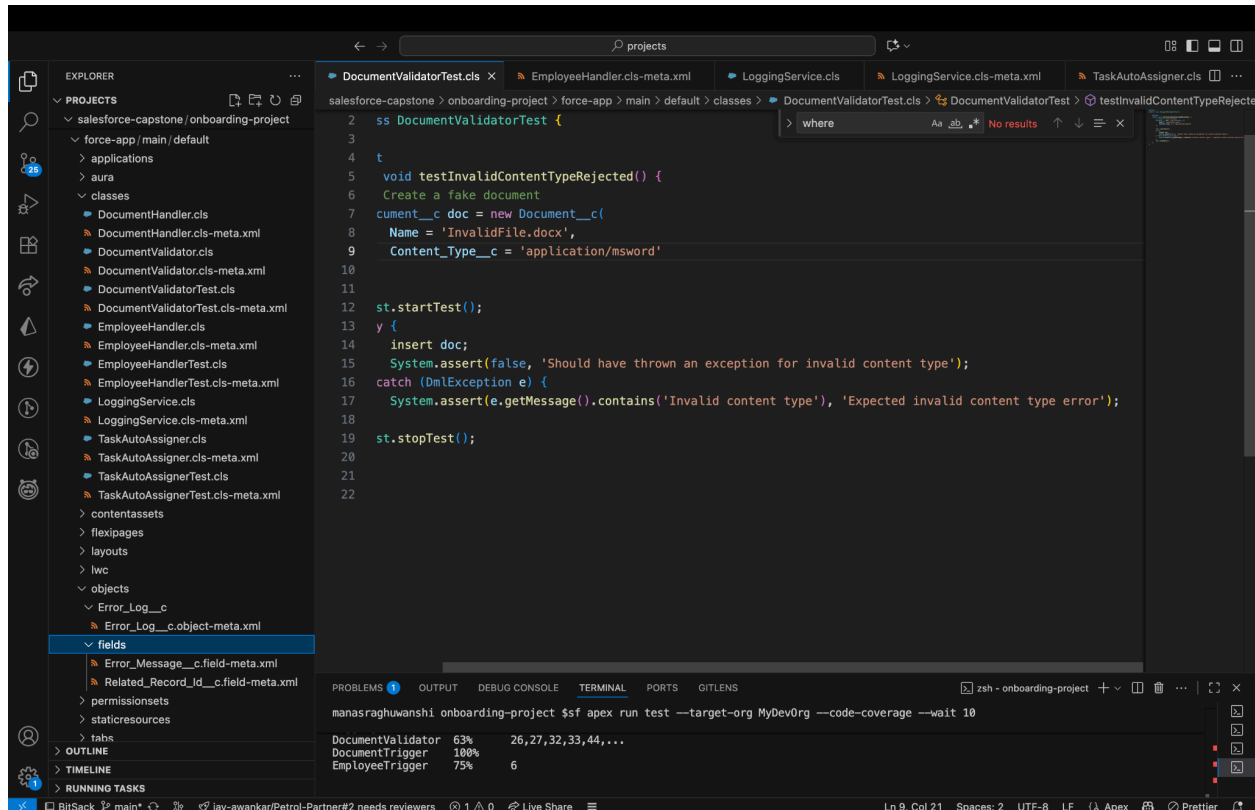 projects
EXPLORER
PROJECTS
salesforce-capstone/onboarding-project
force-app/main/default
applications
aura
classes
DocumentHandler.cls
DocumentHandler.cls-meta.xml
DocumentValidator.cls
DocumentValidator.cls-meta.xml
DocumentValidatorTest.cls
DocumentValidatorTest.cls-meta.xml
EmployeeHandler.cls
EmployeeHandler.cls-meta.xml
EmployeeHandlerTest.cls
EmployeeHandlerTest.cls-meta.xml
LoggingService.cls
LoggingService.cls-meta.xml
TaskAutoAssigner.cls
TaskAutoAssigner.cls-meta.xml
TaskAutoAssignerTest.cls
TaskAutoAssignerTest.cls-meta.xml
contentassets
flexipages
layouts
lwc
objects
Error_Log__c
Error_Log__c.object-meta.xml
fields
Error_Message__c.field-meta.xml
Related_Record_Id__c.field-meta.xml
permissionsets
staticresources
tabs
OUTLINE
TIMELINE
RUNNING TASKS
25
1
DocumentValidatorTest.cls EmployeeHandler.cls-meta.xml LoggingService.cls LoggingService.cls-meta.xml TaskAutoAssigner.cls
salesforce-capstone > onboarding-project > force-app > main > default > classes > DocumentValidatorTest.cls > DocumentValidatorTest > testInvalidContentTypeRejecte
where Aa ab No results
2 ss DocumentValidatorTest {
3
4 t
5 void testInvalidContentTypeRejected() {
6 Create a fake document
7 cument__c doc = new Document__c(
8 Name = 'InvalidFile.docx',
9 Content_Type__c = 'application/msword'
10
11
12 st.startTest();
13 y {
14 insert doc;
15 System.assert(false, 'Should have thrown an exception for invalid content type');
16 catch (DmlException e) {
17 System.assert(e.getMessage().contains('Invalid content type'), 'Expected invalid content type error');
18
19 st.stopTest();
20
21
22
PROBLEMS 1 OUTPUT DEBUG CONSOLE TERMINAL PORTS GITLENS zsh - onboarding-project
manasraghuwanshi onboarding-project $sf apex run test --target-org MyDevOrg --code-coverage --wait 10
DocumentValidator 63% 26,27,32,33,44,...
DocumentTrigger 100%
EmployeeTrigger 75% 6
BitSack main* jay-awankar/Petrol-Partner#2 needs reviewers 1 0 Live Share Ln 9, Col 21 Spaces: 2 UTF-8 LF Apex Prettier